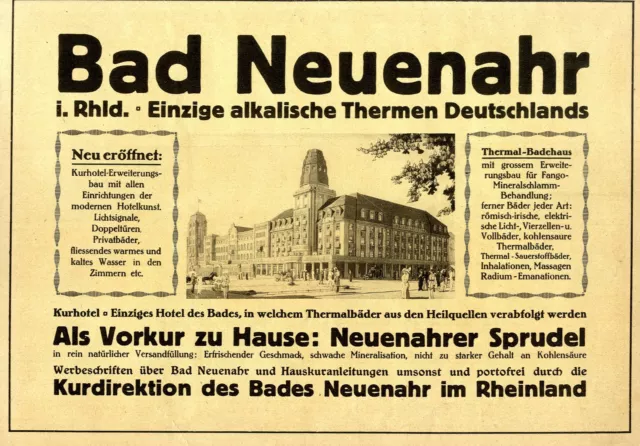 Bad Neuenahr
i. Rhld. • Einzige alkalische Thermen Deutschlands
Neu eröffnet:
Kurhotel-Erweiterungs-
bau mit allen
Einrichtungen der
modernen Hotelkunst.
Lichtsignale,
Doppeltüren,
Privatbäder,
fliessendes warmes und
kaltes Wasser in den
Zimmern etc.
Thermal-Badehaus
mit grossem Erweite-
rungsbau für Fango-
Mineralschlamm-
Behandlung;
ferner Bäder jeder Art:
römisch-irische, elektri-
sche Licht-, Vierzellen- u.
Vollbäder, kohlensaure
Thermalbäder,
Thermal-Sauerstoffbäder,
Inhalationen, Massagen
Radium-Emanationen.
Kurhotel ▫ Einziges Hotel des Bades, in welchem Thermalbäder aus den Heilquellen verabfolgt werden
Als Vorkur zu Hause: Neuenahrer Sprudel
in rein natürlicher Versandfüllung: Erfrischender Geschmack, schwache Mineralisation, nicht zu starker Gehalt an Kohlensäure
Werbeschriften über Bad Neuenahr und Hauskuranleitungen umsonst und portofrei durch die
Kurdirektion des Bades Neuenahr im Rheinland